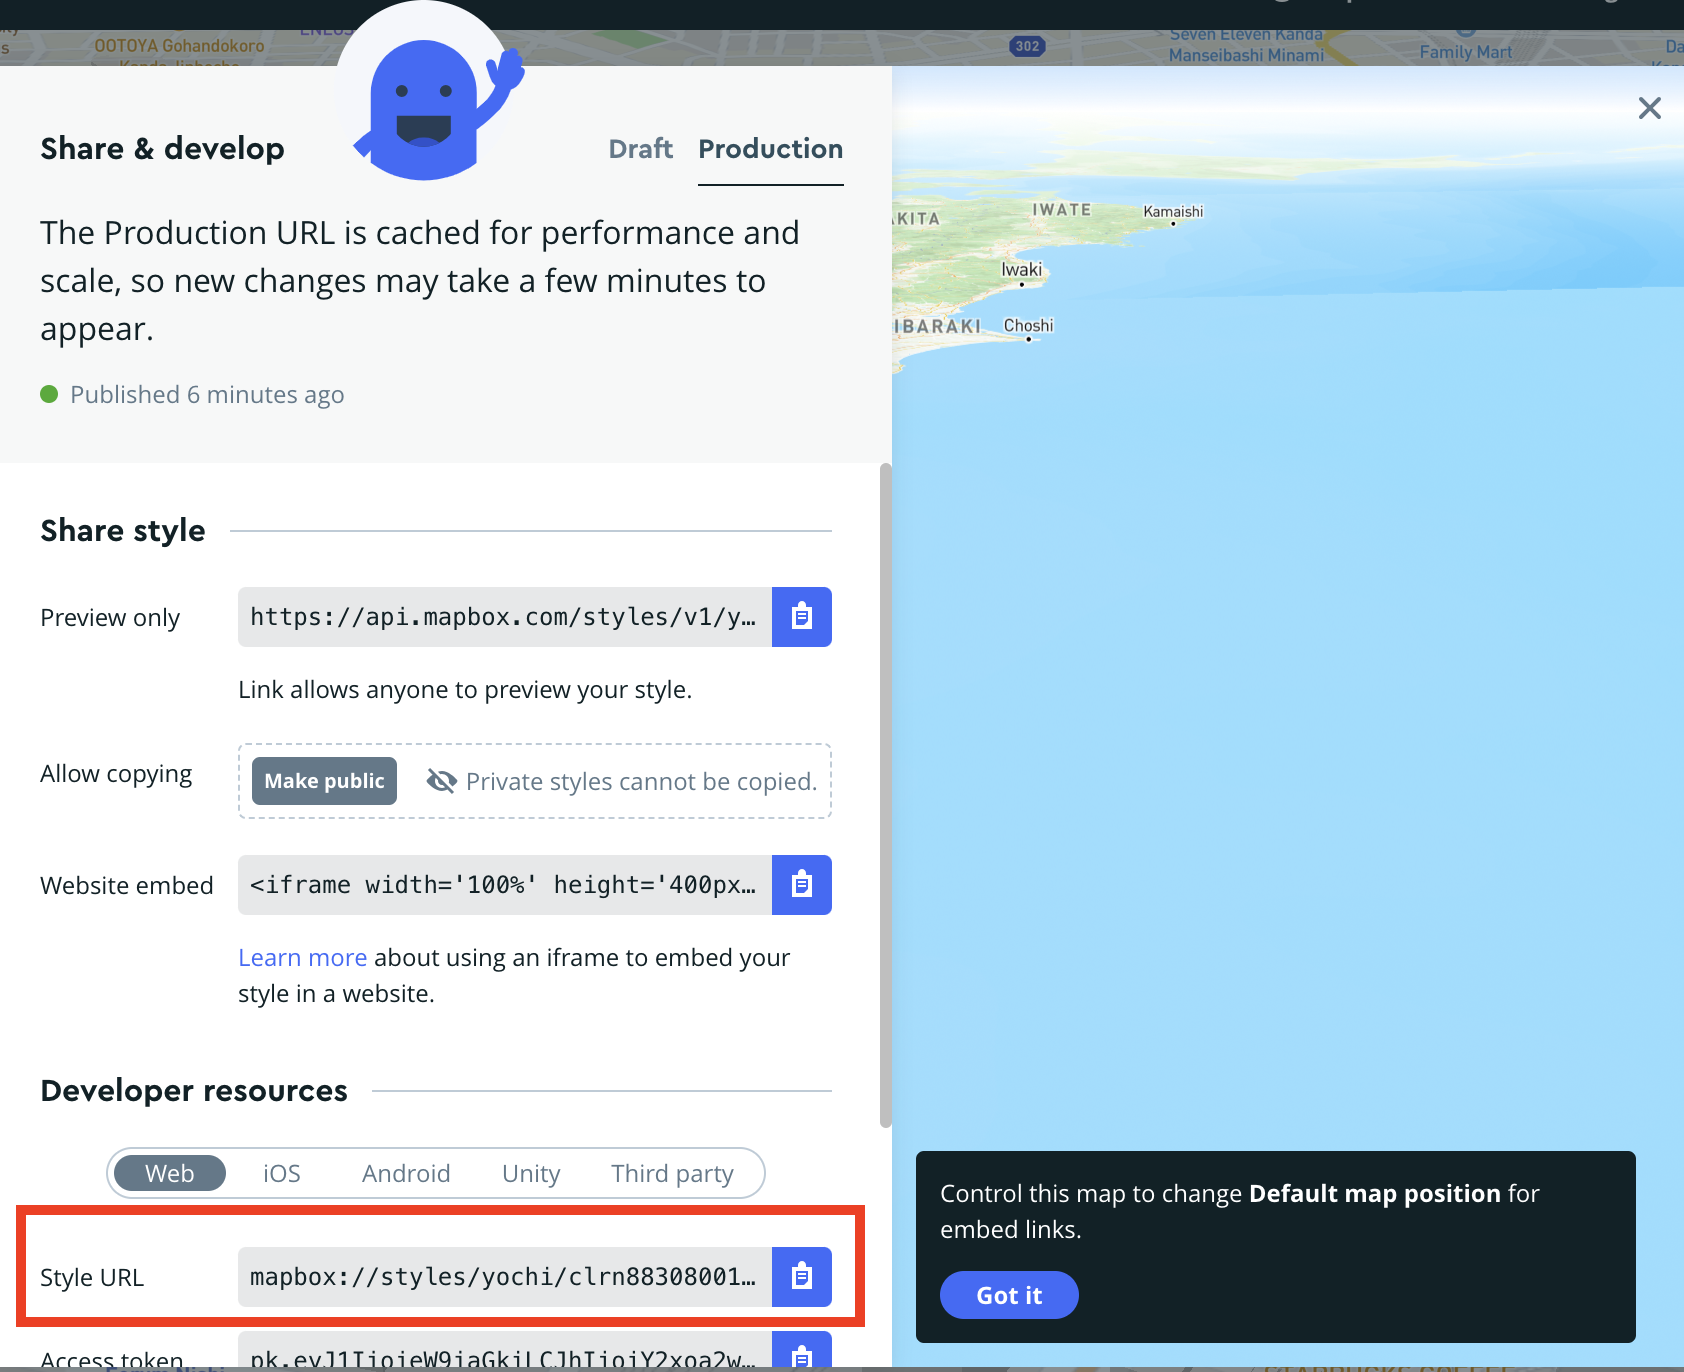 OOTOYA Gohandokoro
302
Seven Eleven Kanda
Manseibashi Minami
Family Mart
Share & develop
Draft
Production
The Production URL is cached for performance and
scale, so new changes may take a few minutes to
appear.
Published 6 minutes ago
Share style
Preview only
https://api.mapbox.com/styles/v1/y…
Link allows anyone to preview your style.
Allow copying
Make public
Private styles cannot be copied.
Website embed
<iframe width='100%' height='400px…
Learn more about using an iframe to embed your
style in a website.
Developer resources
Web
iOS
Android
Unity
Third party
Style URL
mapbox://styles/yochi/clrn88308001…
Access token
KITA
IWATE
Kamaishi
Iwaki
IBARAKI
Choshi
Control this map to change Default map position for
embed links.
Got it